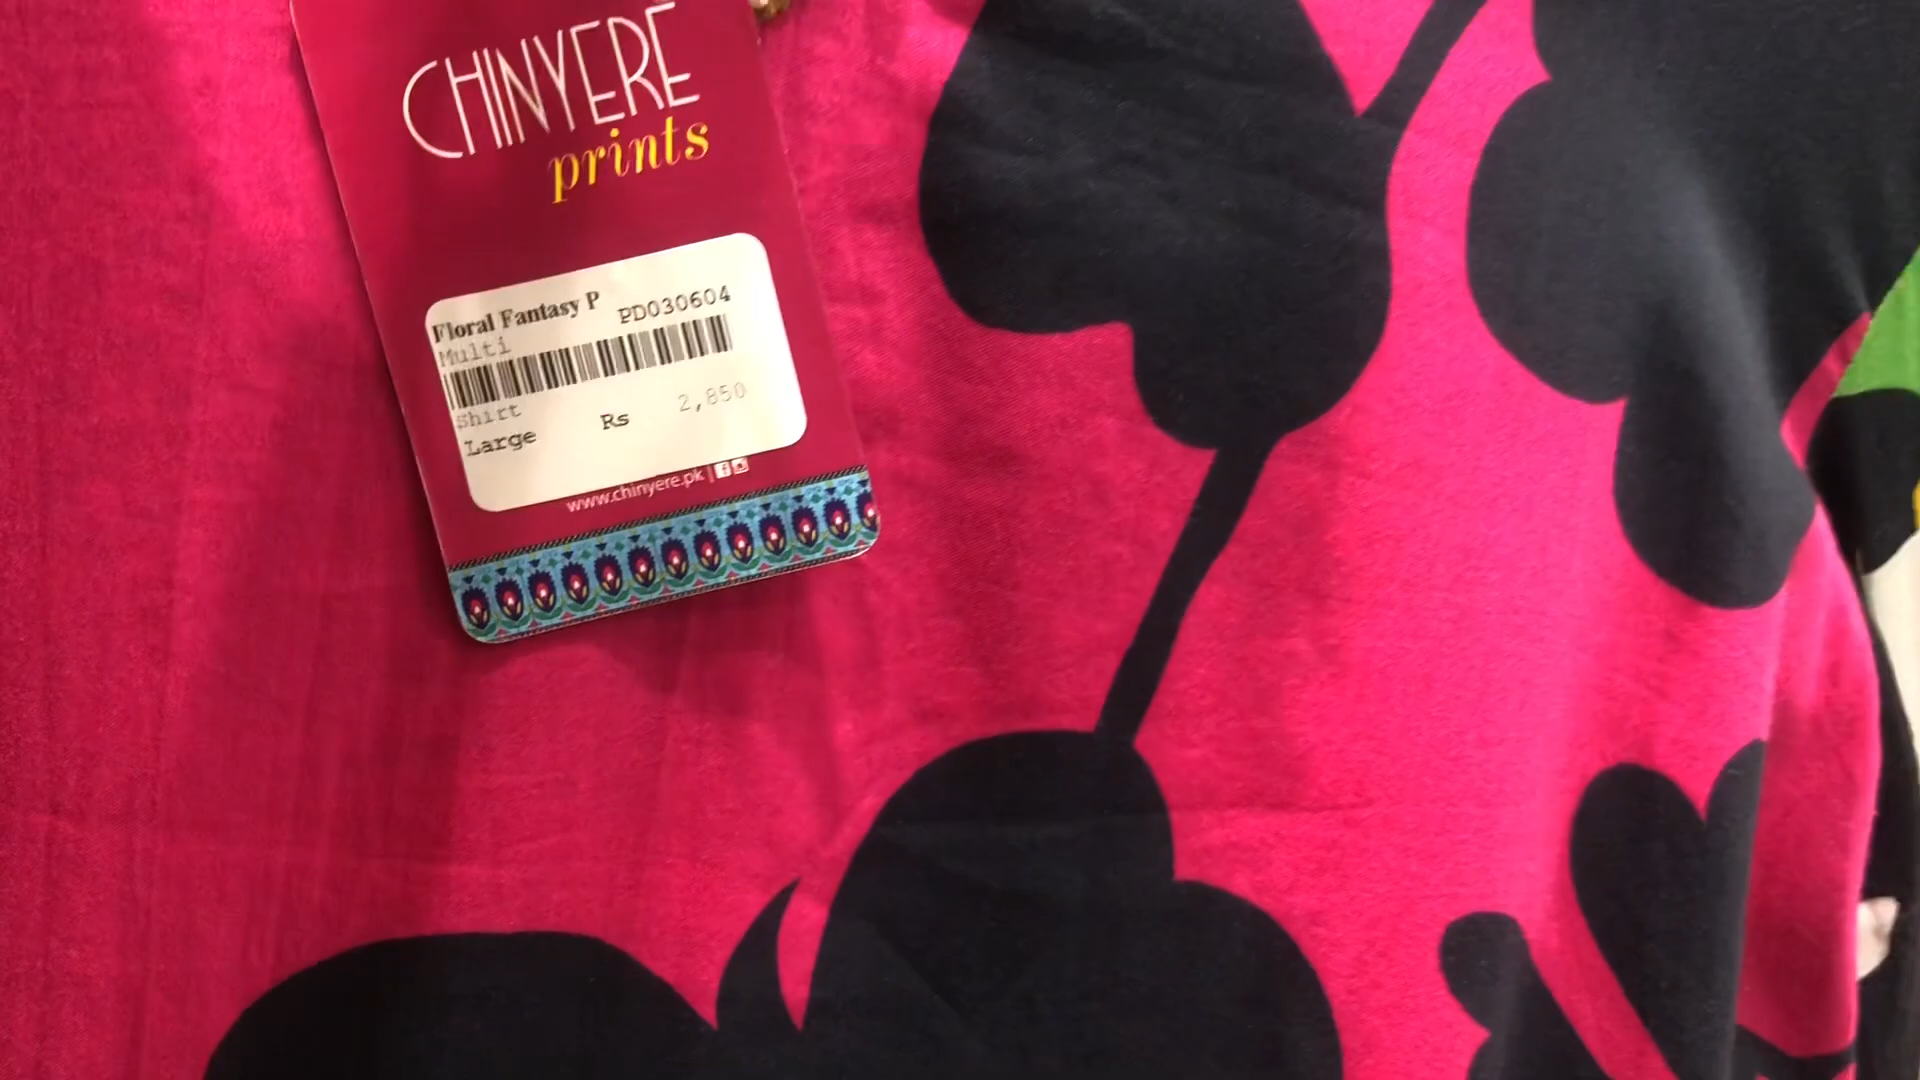 CHINYERE
prints
Floral Fantasy P PD030604
Multi
Shirt
Large Rs 2,850
www.chinyere.pk |